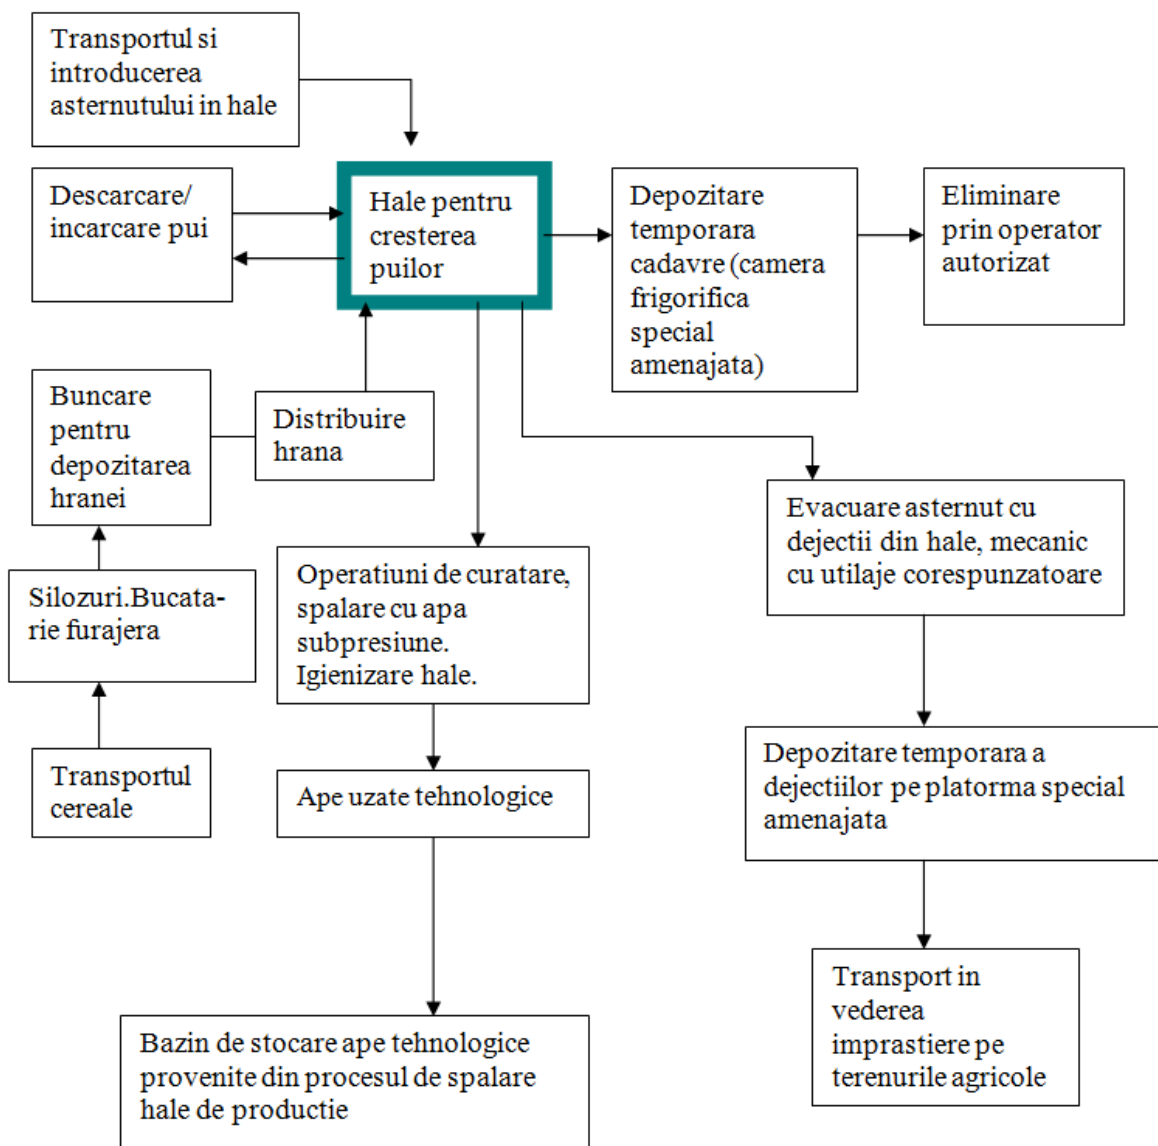 Transportul si
introducerea
asternutului in hale
Descarcare/
incarcare pui
Hale pentru
cresterea
puilor
Depozitare
temporara
cadavre (camera
frigorifica
special
amenajata)
Eliminare
prin operator
autorizat
Buncare
pentru
depozitarea
hranei
Distribuire
hrana
Evacuare asternut cu
dejectii din hale, mecanic
cu utilaje corespunzatoare
Silozuri.Bucata-
rie furajera
Operatiuni de curatare,
spalare cu apa
subpresiune.
Igienizare hale.
Transportul
cereale
Ape uzate tehnologice
Depozitare temporara a
dejectiilor pe platorma special
amenajata
Transport in
vederea
imprastiere pe
terenurile agricole
Bazin de stocare ape tehnologice
provenite din procesul de spalare
hale de productie